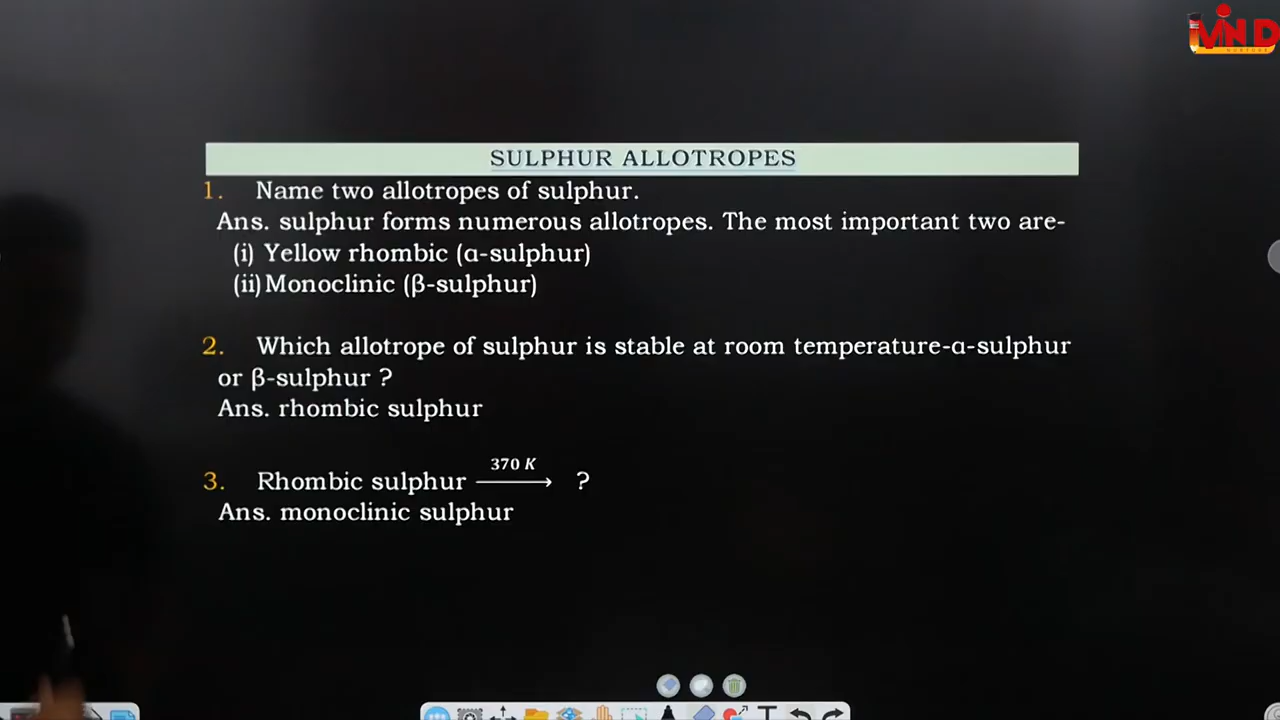 MIND
NURTURE
SULPHUR ALLOTROPES
1. Name two allotropes of sulphur.
Ans. sulphur forms numerous allotropes. The most important two are-
(i) Yellow rhombic (α-sulphur)
(ii) Monoclinic (β-sulphur)
2. Which allotrope of sulphur is stable at room temperature-α-sulphur
or β-sulphur ?
Ans. rhombic sulphur
3. Rhombic sulphur ⟶ ?
370 K
Ans. monoclinic sulphur
T